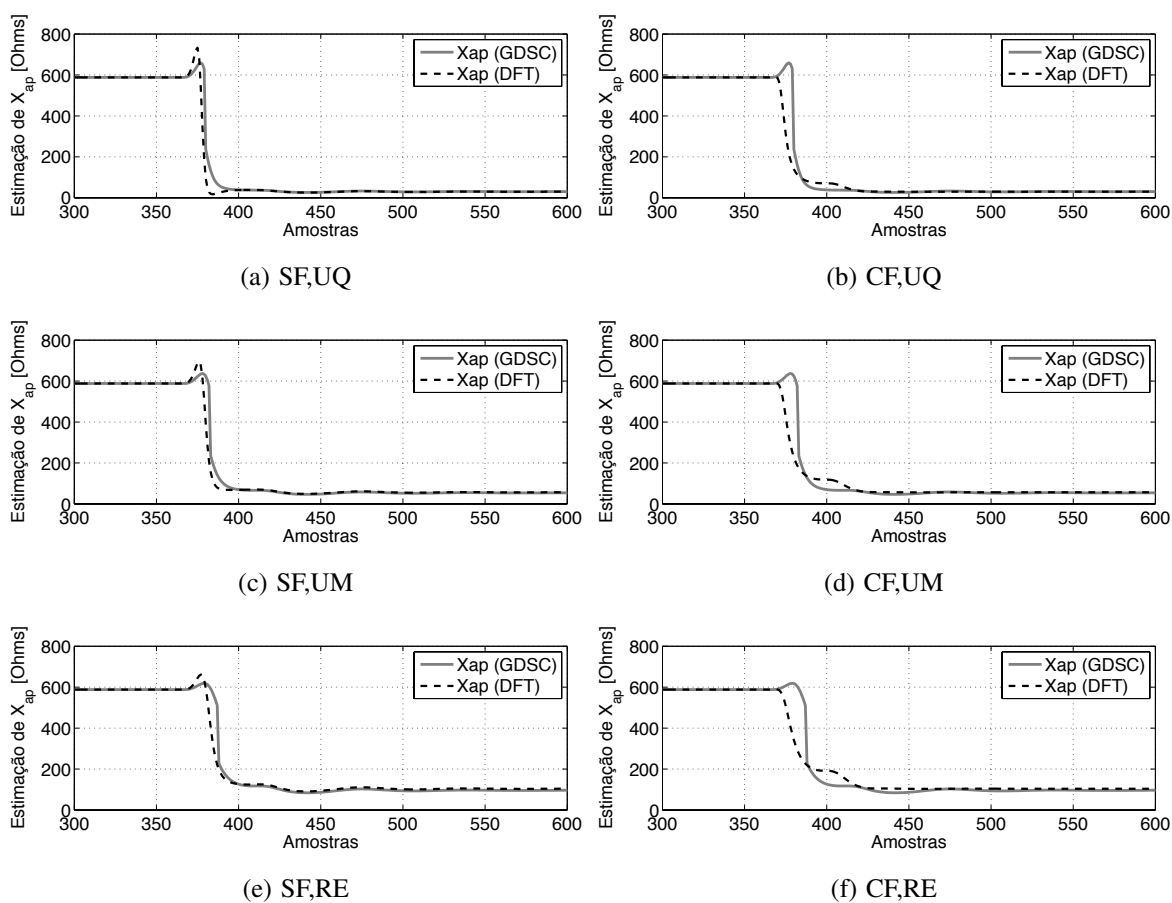 Estimação de X_ap [Ohms]
800
600
400
200
0
300 350 400 450 500 550 600
Amostras
Xap (GDSC)
Xap (DFT)
(a) SF,UQ
Estimação de X_ap [Ohms]
800
600
400
200
0
300 350 400 450 500 550 600
Amostras
Xap (GDSC)
Xap (DFT)
(b) CF,UQ
Estimação de X_ap [Ohms]
800
600
400
200
0
300 350 400 450 500 550 600
Amostras
Xap (GDSC)
Xap (DFT)
(c) SF,UM
Estimação de X_ap [Ohms]
800
600
400
200
0
300 350 400 450 500 550 600
Amostras
Xap (GDSC)
Xap (DFT)
(d) CF,UM
Estimação de X_ap [Ohms]
800
600
400
200
0
300 350 400 450 500 550 600
Amostras
Xap (GDSC)
Xap (DFT)
(e) SF,RE
Estimação de X_ap [Ohms]
800
600
400
200
0
300 350 400 450 500 550 600
Amostras
Xap (GDSC)
Xap (DFT)
(f) CF,RE